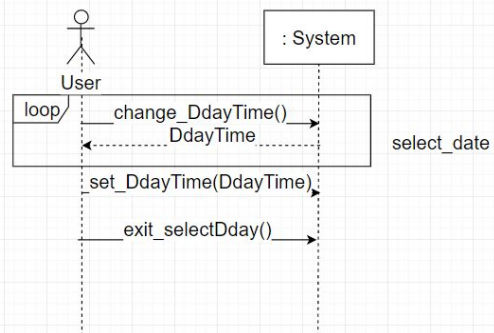 : System
User
loop
change_DdayTime()
DdayTime
select_date
set_DdayTime(DdayTime)
exit_selectDday()